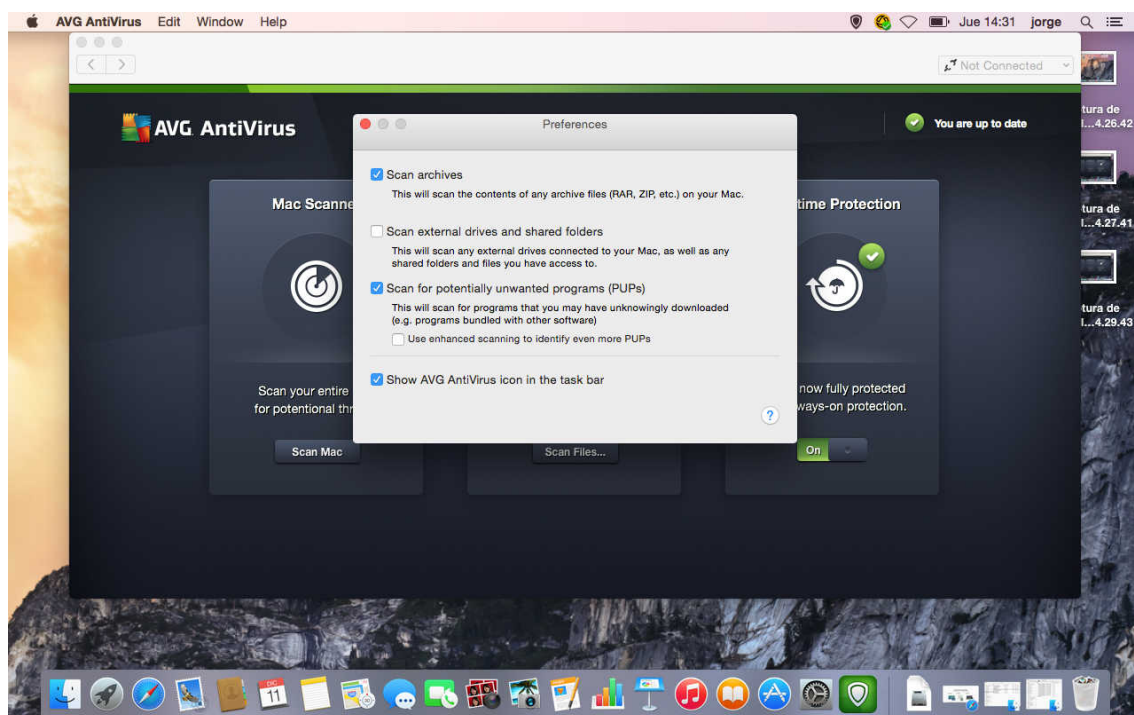 AVG AntiVirus Edit Window Help
Jue 14:31 jorge
Not Connected
AVG AntiVirus
You are up to date
Preferences
Scan archives
This will scan the contents of any archive files (RAR, ZIP, etc.) on your Mac.
Scan external drives and shared folders
This will scan any external drives connected to your Mac, as well as any
shared folders and files you have access to.
Scan for potentially unwanted programs (PUPs)
This will scan for programs that you may have unknowingly downloaded
(e.g. programs bundled with other software)
Use enhanced scanning to identify even more PUPs
Show AVG AntiVirus icon in the task bar
?
Mac Scanne
Scan your entire
for potentional thr
Scan Mac
Scan Files...
time Protection
now fully protected
ways-on protection.
On
tura de
l...4.26.42
tura de
l...4.27.41
tura de
l...4.29.43
11